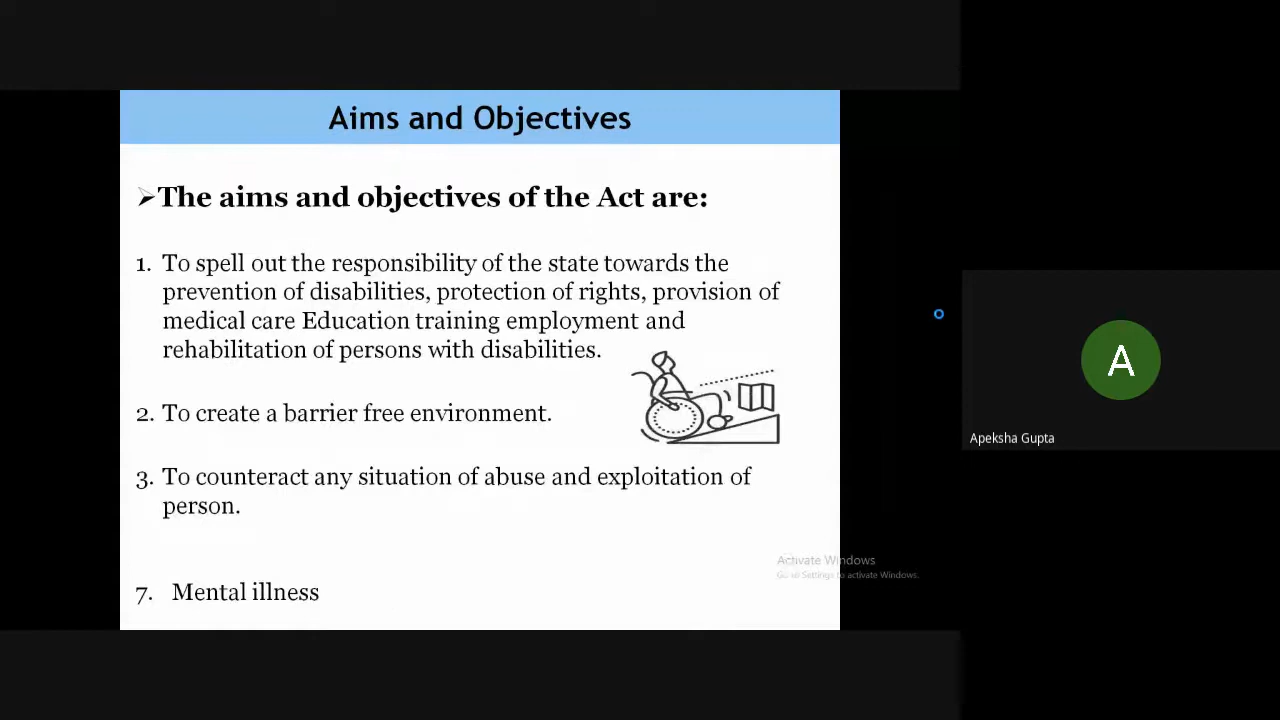 Aims and Objectives
➢The aims and objectives of the Act are:
1. To spell out the responsibility of the state towards the
prevention of disabilities, protection of rights, provision of
medical care Education training employment and
rehabilitation of persons with disabilities.
2. To create a barrier free environment.
3. To counteract any situation of abuse and exploitation of
person.
7. Mental illness
Activate Windows
Go to Settings to activate Windows.
A
Apeksha Gupta